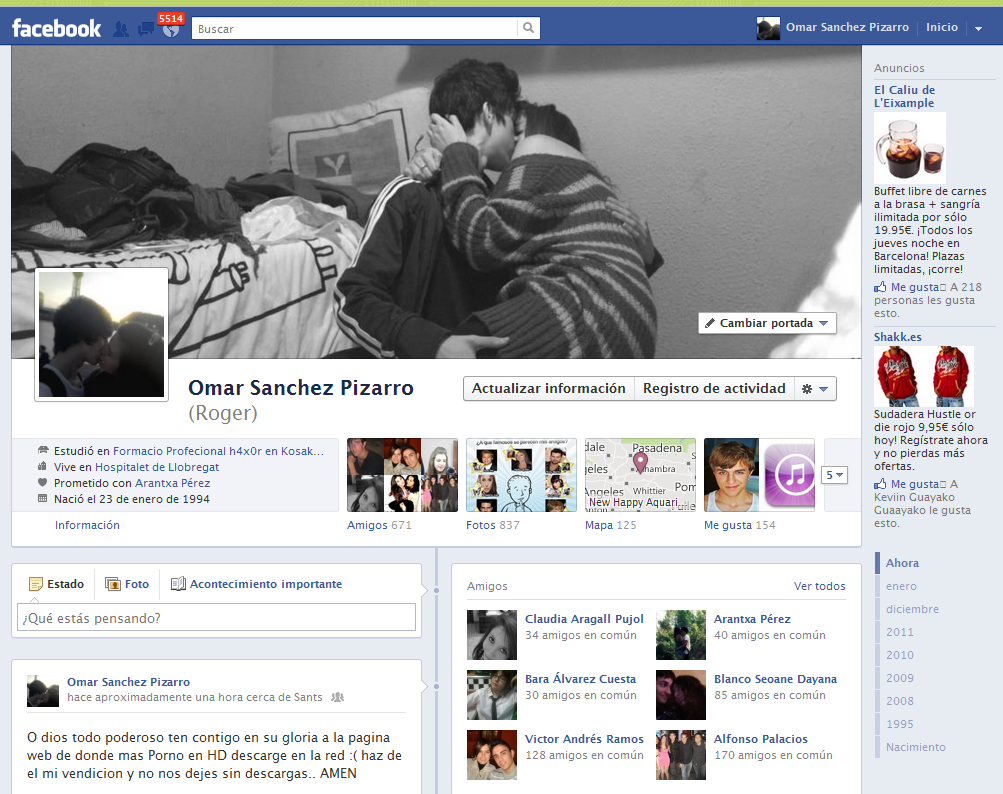 facebook
5514
Buscar
Omar Sanchez Pizarro
Inicio
Cambiar portada
Omar Sanchez Pizarro
(Roger)
Actualizar información
Registro de actividad
Estudió en Formacio Profecional h4x0r en Kosak...
Vive en Hospitalet de Llobregat
Prometido con Arantxa Pérez
Nació el 23 de enero de 1994
Información
Amigos 671
¿A que famosos se parecen mis amigos?
Fotos 837
Pasadena
Alhambra
Angeles
Whittier
New Happy Aquari...
Mapa 125
Me gusta 154
5
Estado
Foto
Acontecimiento importante
¿Qué estás pensando?
Omar Sanchez Pizarro
hace aproximadamente una hora cerca de Sants
O dios todo poderoso ten contigo en su gloria a la pagina
web de donde mas Porno en HD descarge en la red :( haz de
el mi vendicion y no nos dejes sin descargas.. AMEN
Amigos
Ver todos
Claudia Aragall Pujol
34 amigos en común
Arantxa Pérez
40 amigos en común
Bara Álvarez Cuesta
30 amigos en común
Blanco Seoane Dayana
85 amigos en común
Victor Andrés Ramos
128 amigos en común
Alfonso Palacios
170 amigos en común
Anuncios
El Caliu de
L'Eixample
Buffet libre de carnes
a la brasa + sangría
ilimitada por sólo
19.95€. ¡Todos los
jueves noche en
Barcelona! Plazas
limitadas, ¡corre!
Me gusta A 218
personas les gusta
esto.
Shakk.es
Sudadera Hustle or
die rojo 9,95€ sólo
hoy! Regístrate ahora
y no pierdas más
ofertas.
Me gusta A
Keviin Guayako
Guaayako le gusta
esto.
Ahora
enero
diciembre
2011
2010
2009
2008
1995
Nacimiento